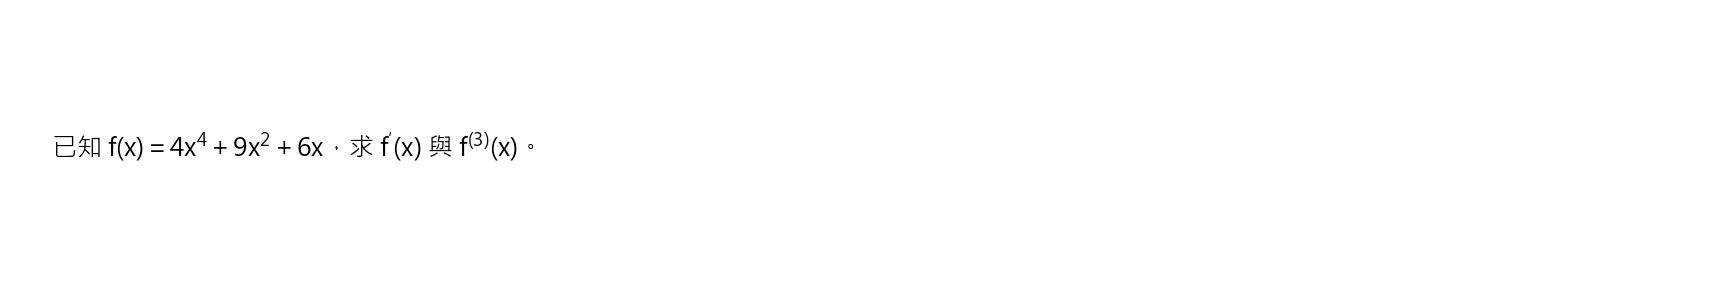 已知 f(x) = 4x⁴ + 9x² + 6x，求 f′(x) 與 f⁽³⁾(x)。